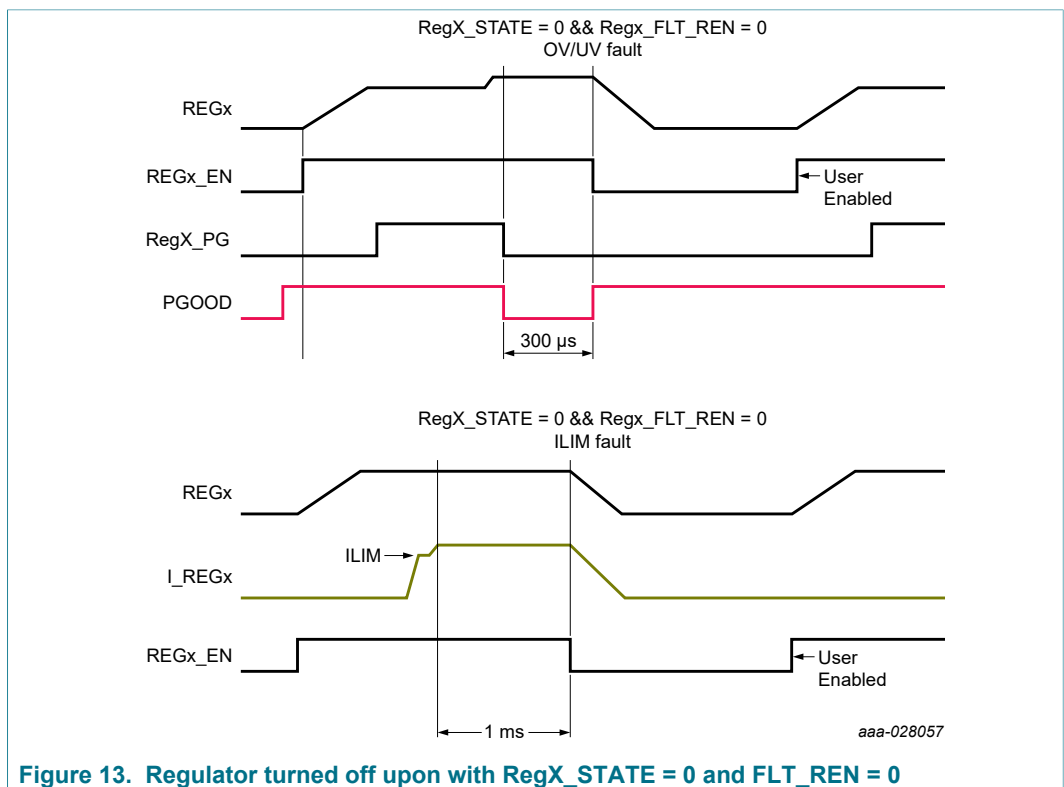 RegX_STATE = 0 && Regx_FLT_REN = 0
OV/UV fault
REGx
REGx_EN
User
Enabled
RegX_PG
PGOOD
300 µs
RegX_STATE = 0 && Regx_FLT_REN = 0
ILIM fault
REGx
ILIM
I_REGx
REGx_EN
User
Enabled
1 ms
aaa-028057
Figure 13. Regulator turned off upon with RegX_STATE = 0 and FLT_REN = 0